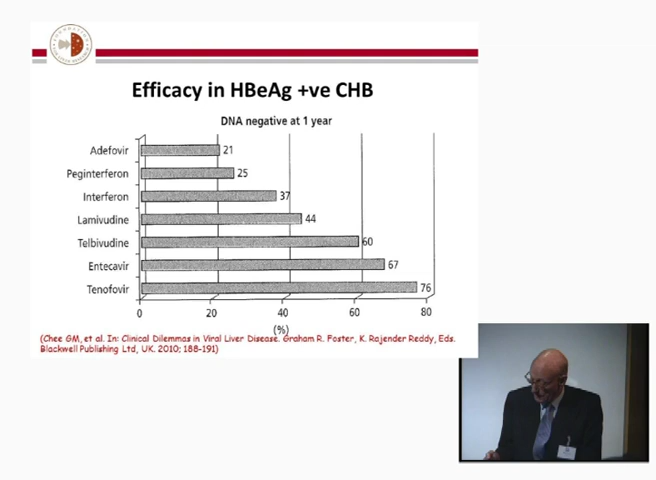 Efficacy in HBeAg +ve CHB
DNA negative at 1 year
Adefovir 21
Peginterferon 25
Interferon 37
Lamivudine 44
Telbivudine 60
Entecavir 67
Tenofovir 76
0 20 40 60 80
(%)
(Chee GM, et al. In: Clinical Dilemmas in Viral Liver Disease. Graham R. Foster, K. Rajender Reddy, Eds.
Blackwell Publishing Ltd, UK. 2010; 188-191)